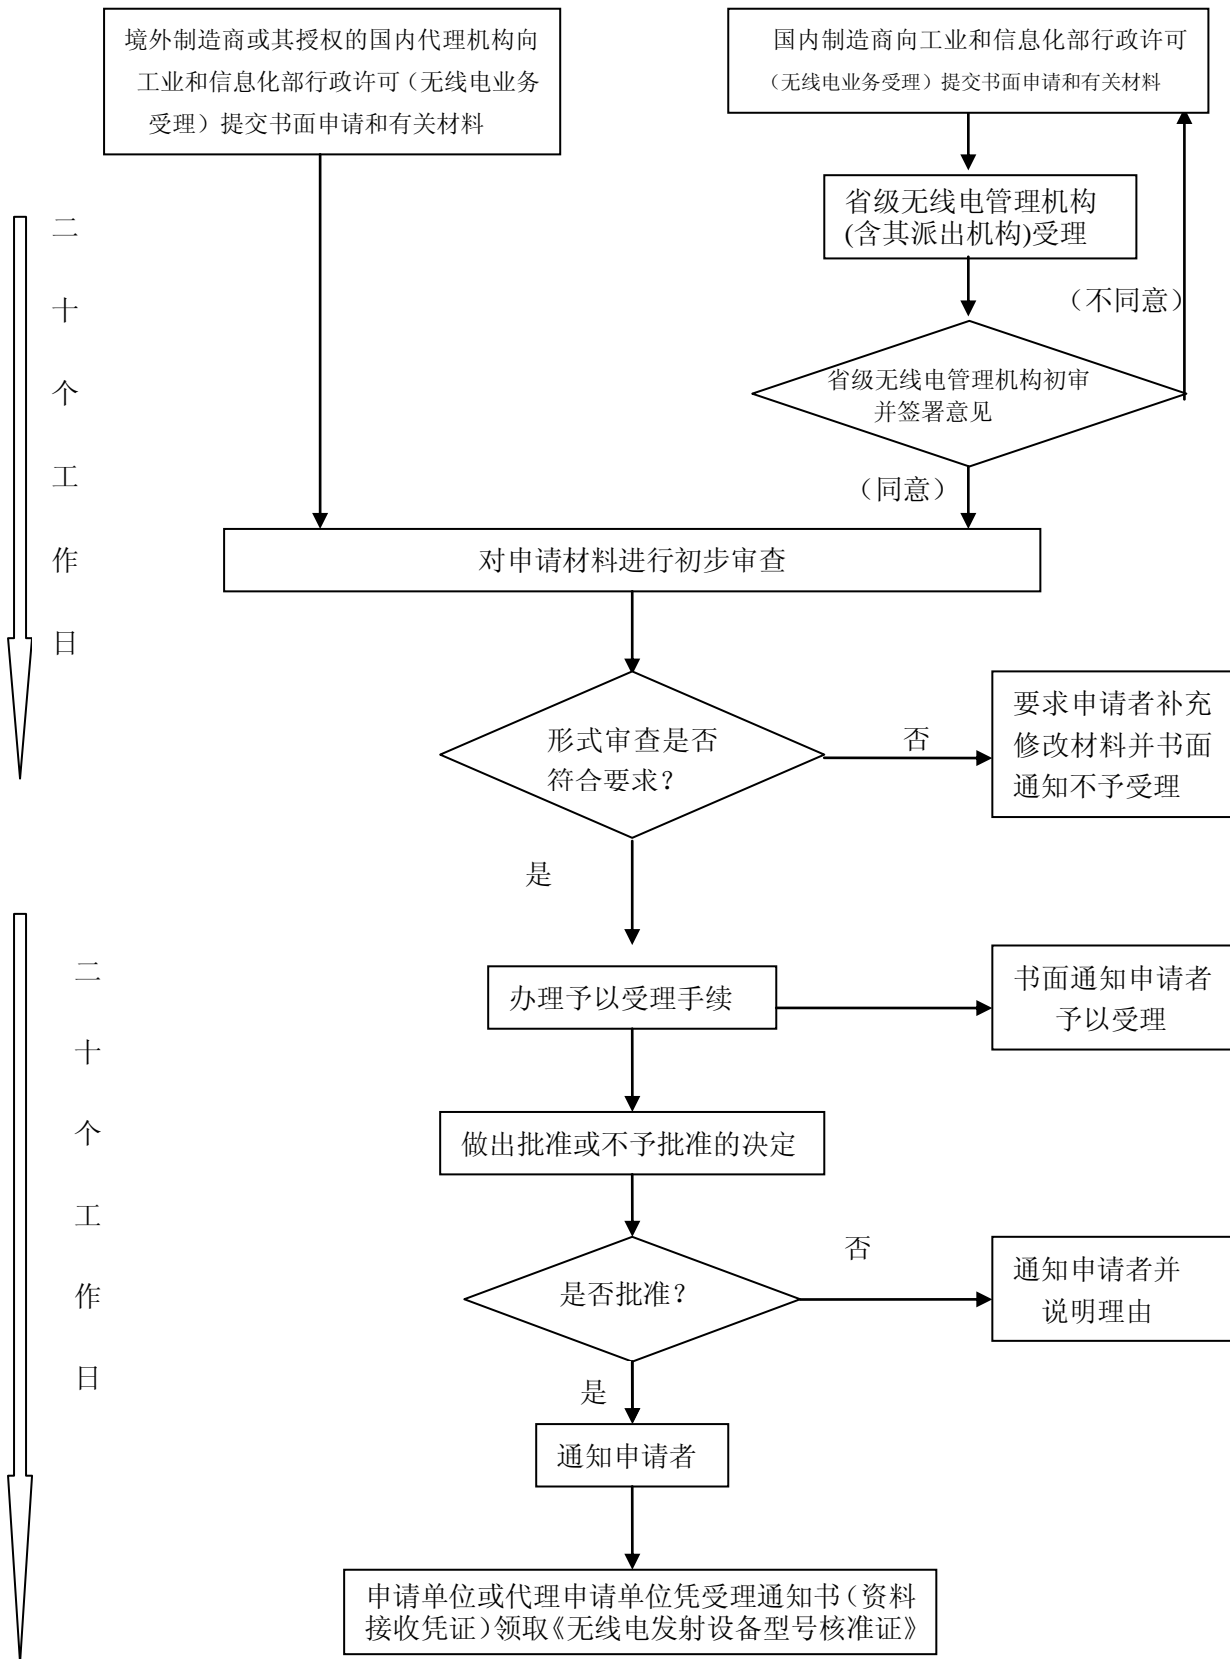 境外制造商或其授权的国内代理机构向
工业和信息化部行政许可（无线电业务
受理）提交书面申请和有关材料
国内制造商向工业和信息化部行政许可
（无线电业务受理）提交书面申请和有关材料
省级无线电管理机构
(含其派出机构)受理
（不同意）
省级无线电管理机构初审
并签署意见
（同意）
二
十
个
工
作
日
对申请材料进行初步审查
形式审查是否
符合要求？
否
要求申请者补充
修改材料并书面
通知不予受理
是
二
十
个
工
作
日
办理予以受理手续
书面通知申请者
予以受理
做出批准或不予批准的决定
是否批准？
否
通知申请者并
说明理由
是
通知申请者
申请单位或代理申请单位凭受理通知书（资料
接收凭证）领取《无线电发射设备型号核准证》